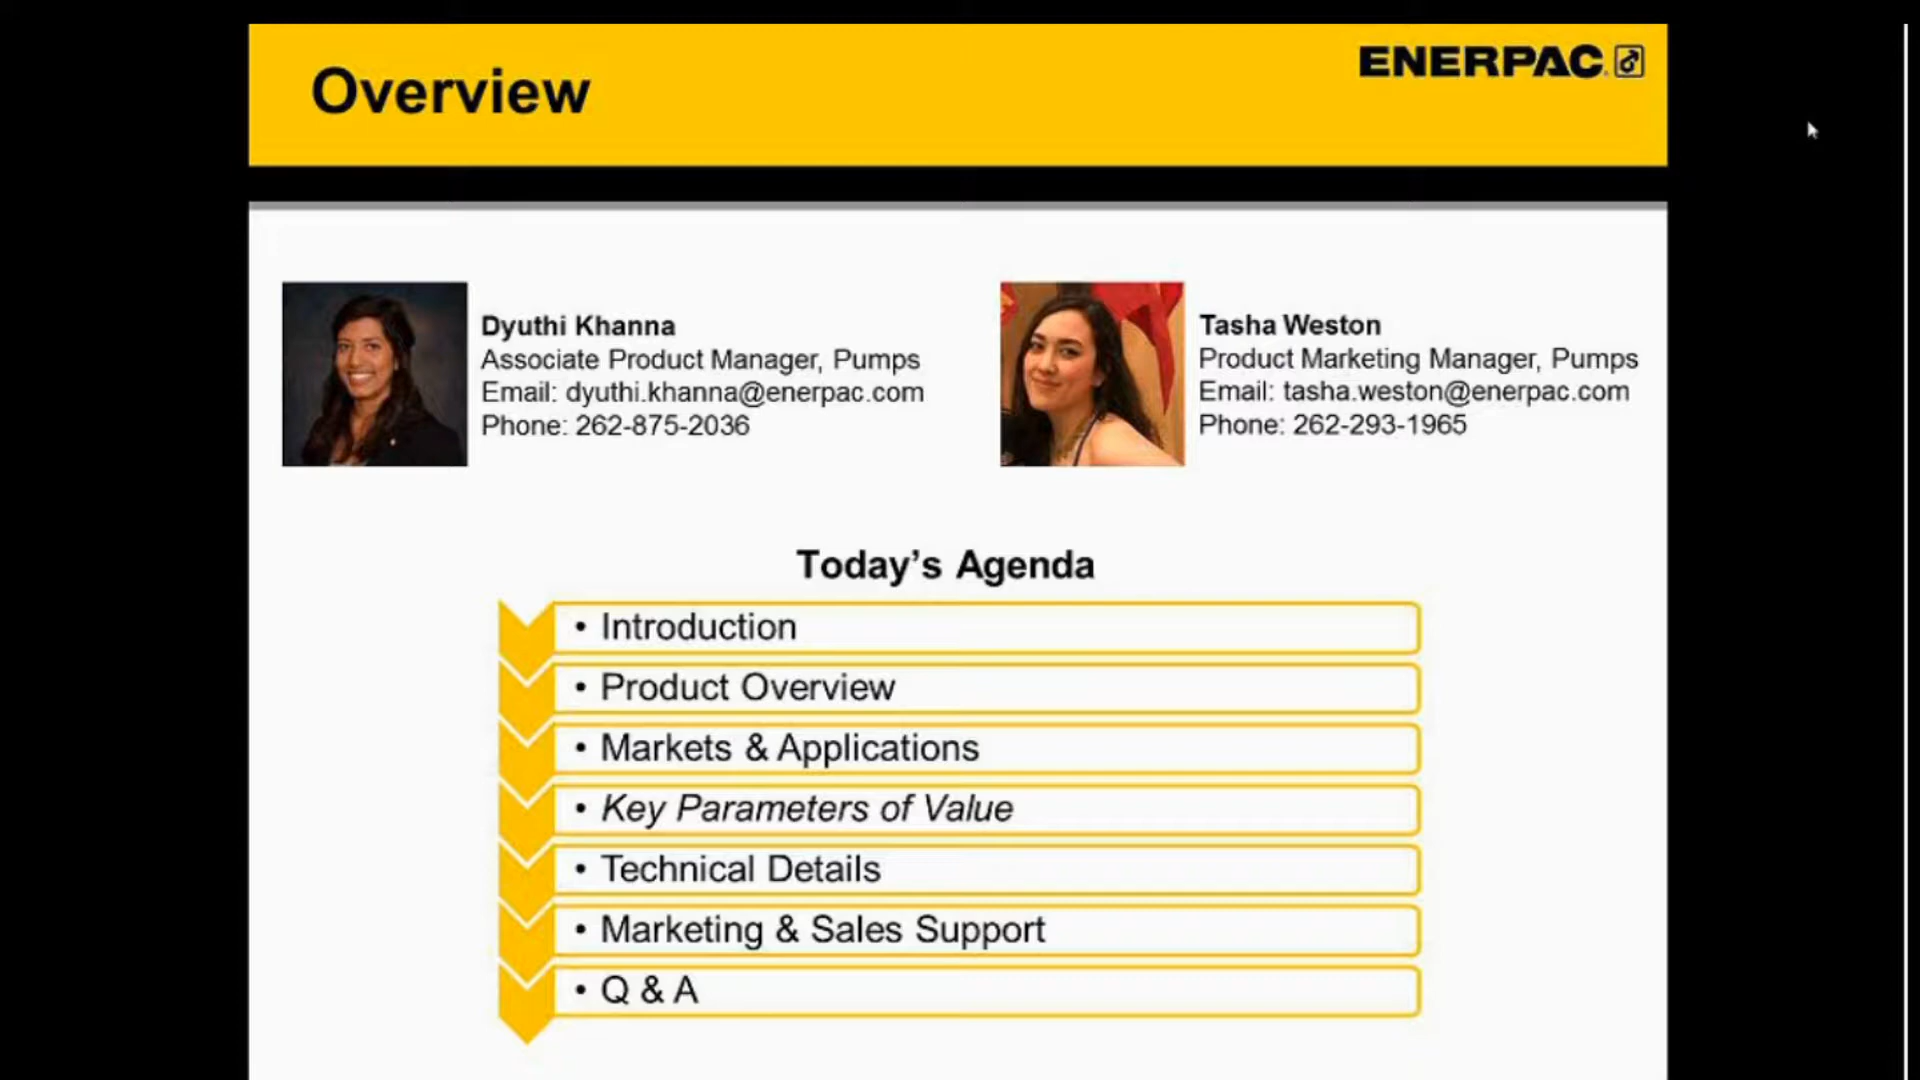 Overview
ENERPAC
Dyuthi Khanna
Associate Product Manager, Pumps
Email: dyuthi.khanna@enerpac.com
Phone: 262-875-2036
Tasha Weston
Product Marketing Manager, Pumps
Email: tasha.weston@enerpac.com
Phone: 262-293-1965
Today’s Agenda
• Introduction
• Product Overview
• Markets & Applications
• Key Parameters of Value
• Technical Details
• Marketing & Sales Support
• Q & A